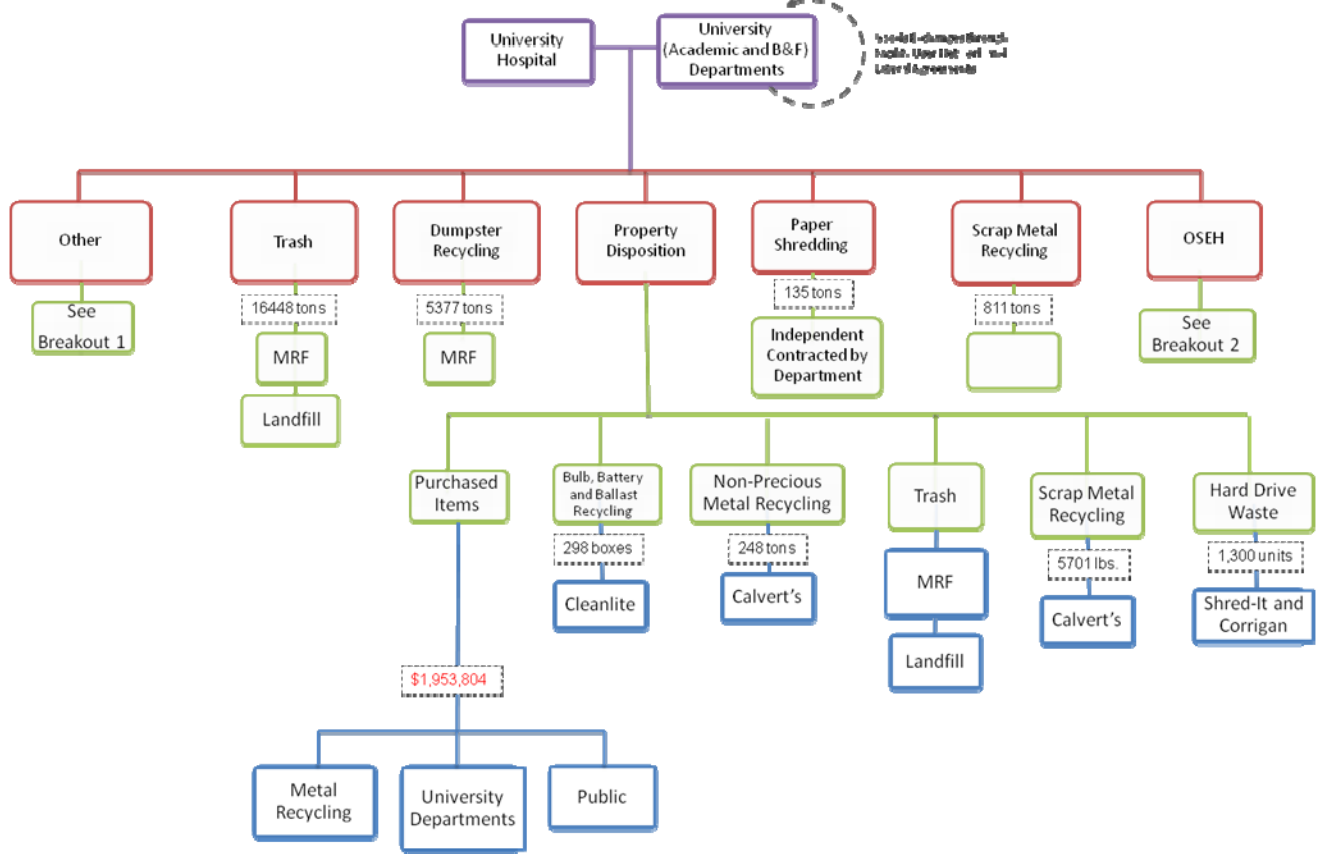 University
Hospital
University
(Academic and B&F)
Departments
Other
Trash
Dumpster
Recycling
Property
Disposition
Paper
Shredding
Scrap Metal
Recycling
OSEH
See
Breakout 1
16448 tons
MRF
Landfill
5377 tons
MRF
135 tons
Independent
Contracted by
Department
811 tons
See
Breakout 2
Purchased
Items
Bulb, Battery
and Ballast
Recycling
Non-Precious
Metal Recycling
Trash
Scrap Metal
Recycling
Hard Drive
Waste
298 boxes
Cleanlite
248 tons
Calvert's
MRF
Landfill
5701 lbs.
Calvert's
1,300 units
Shred-It and
Corrigan
$1,953,804
Metal
Recycling
University
Departments
Public